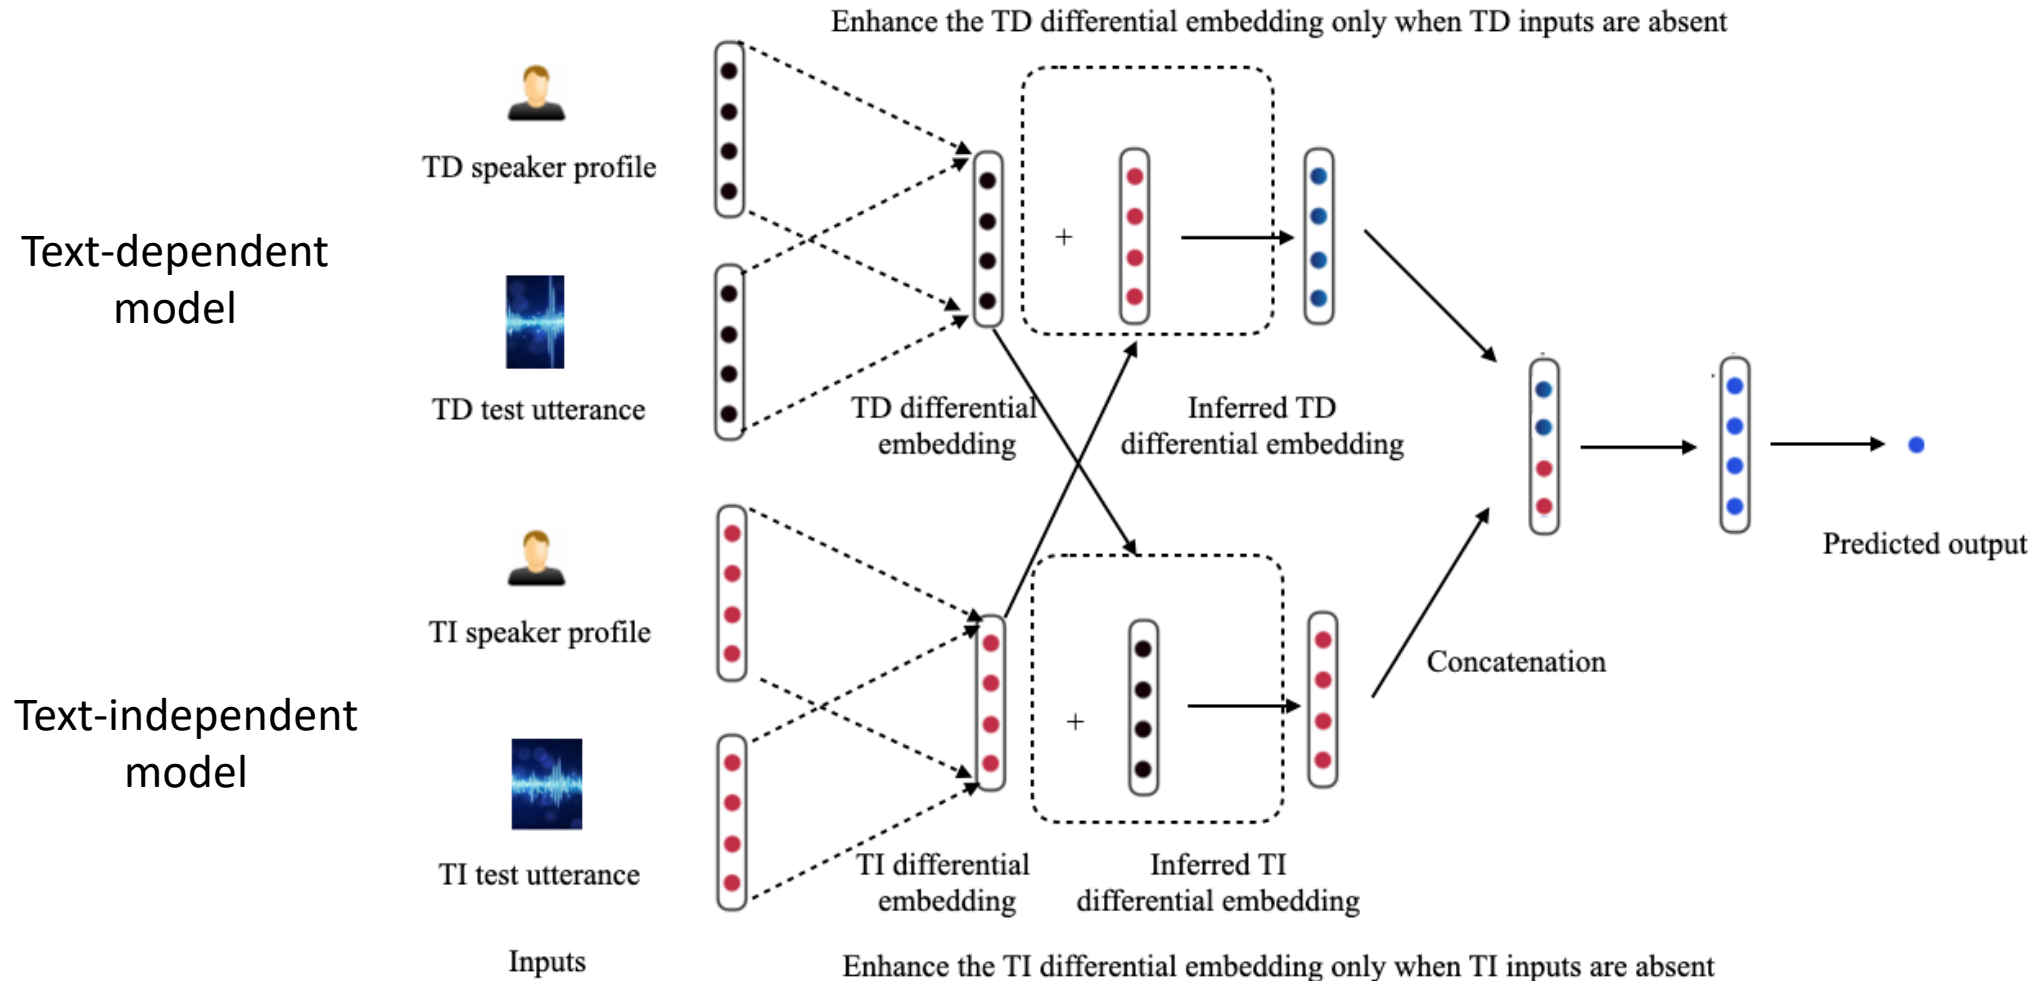 Enhance the TD differential embedding only when TD inputs are absent
TD speaker profile
Text-dependent
model
+
TD test utterance
TD differential
embedding
Inferred TD
differential embedding
Predicted output
TI speaker profile
Text-independent
model
+
Concatenation
TI test utterance
TI differential
embedding
Inferred TI
differential embedding
Inputs
Enhance the TI differential embedding only when TI inputs are absent